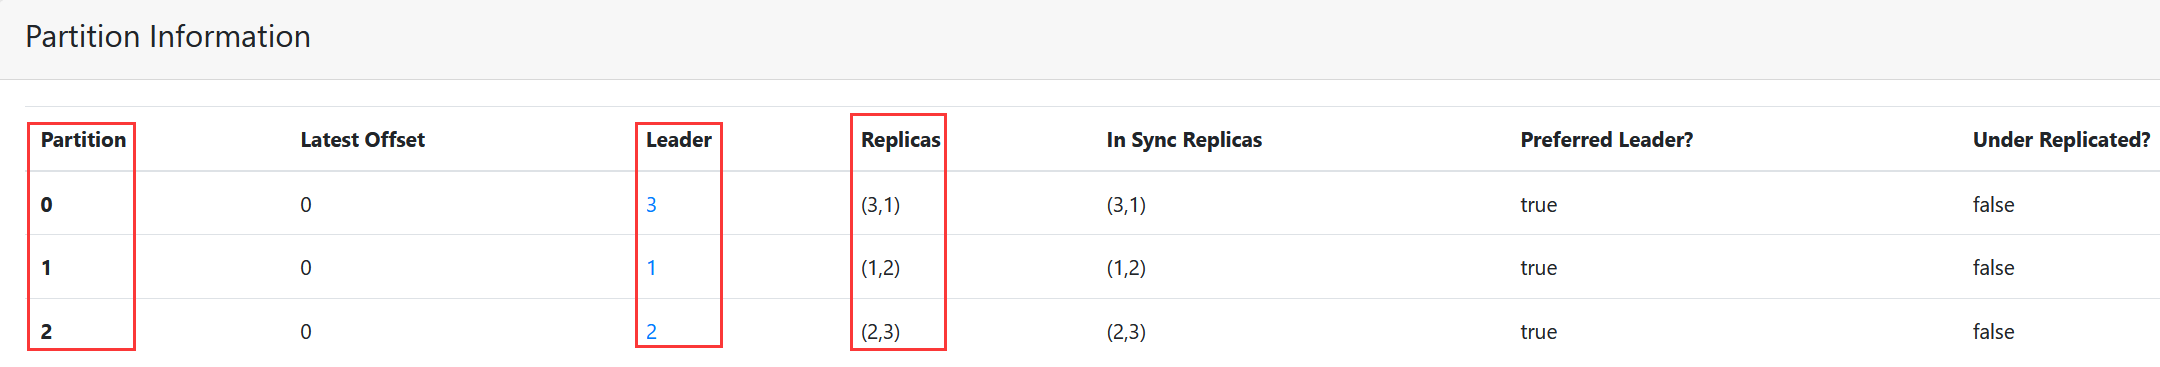 Partition Information
Partition Latest Offset Leader Replicas In Sync Replicas Preferred Leader? Under Replicated?
0 0 3 (3,1) (3,1) true false
1 0 1 (1,2) (1,2) true false
2 0 2 (2,3) (2,3) true false